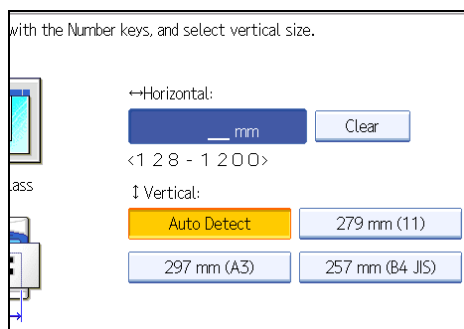 with the Number keys, and select vertical size.
↔Horizontal:
__ mm
Clear
<128-1200>
lass
↕Vertical:
Auto Detect
279 mm (11)
297 mm (A3)
257 mm (B4 JIS)